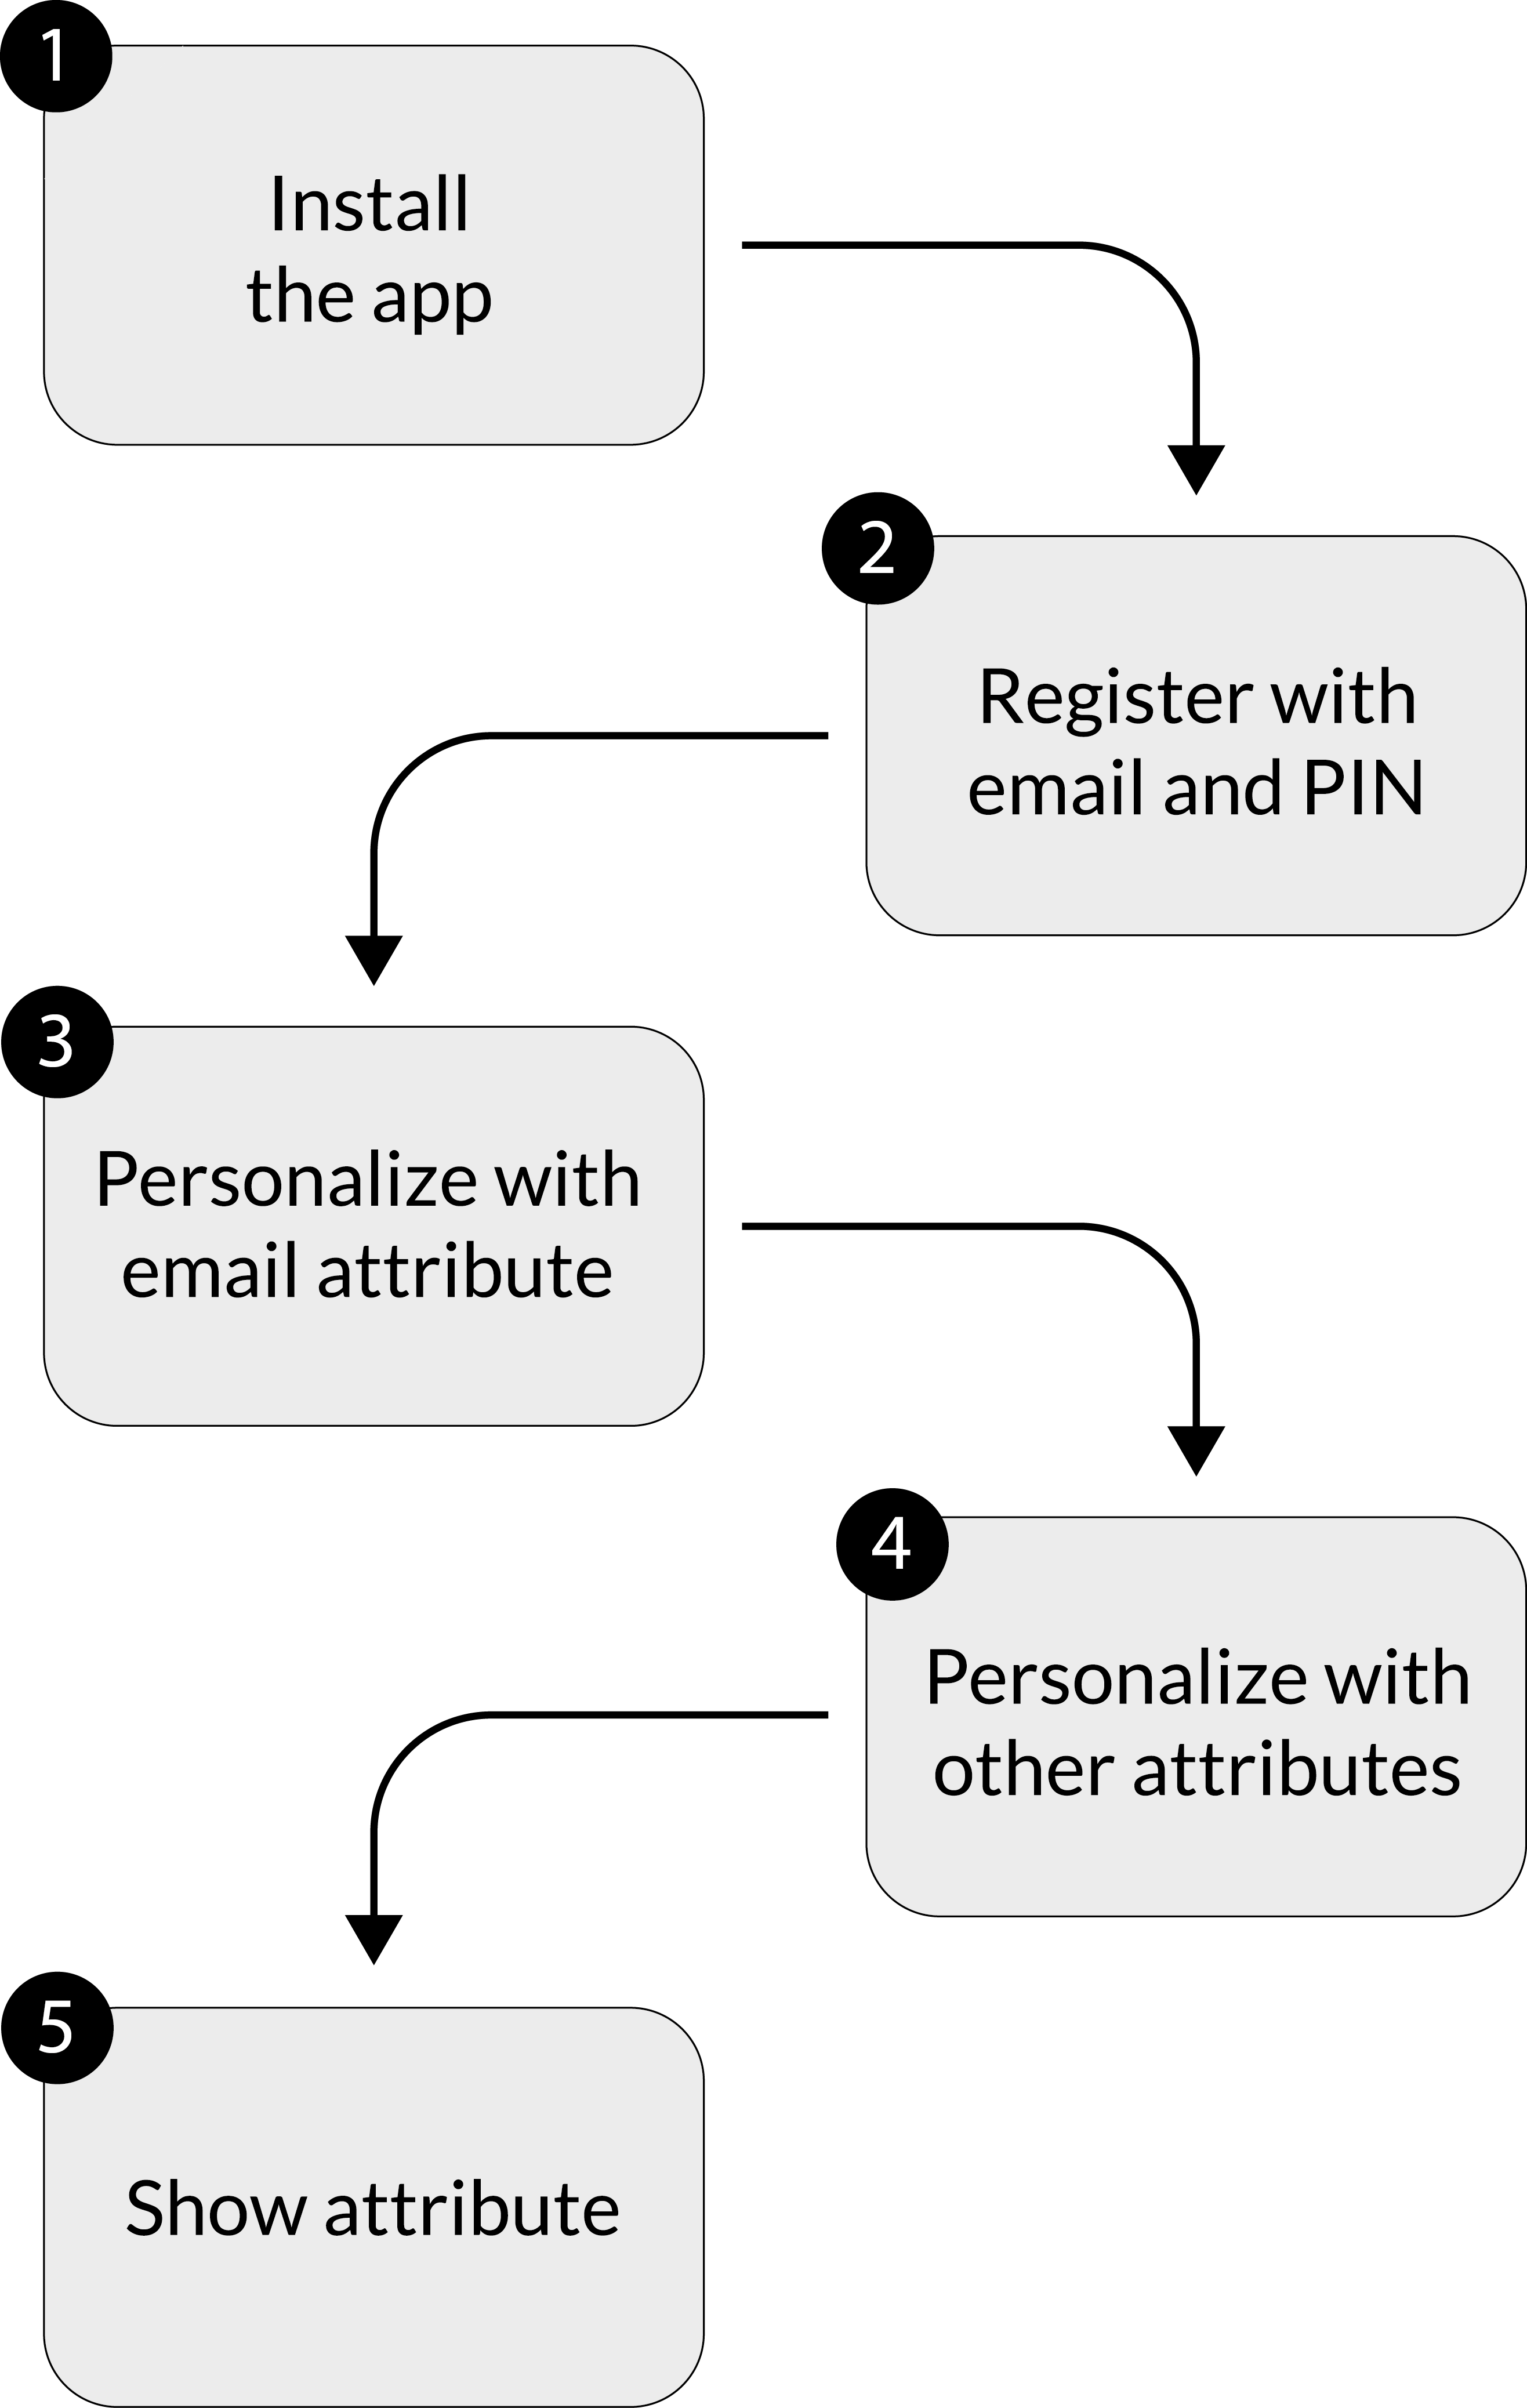 1
Install
the app
2
Register with
email and PIN
3
Personalize with
email attribute
4
Personalize with
other attributes
5
Show attribute